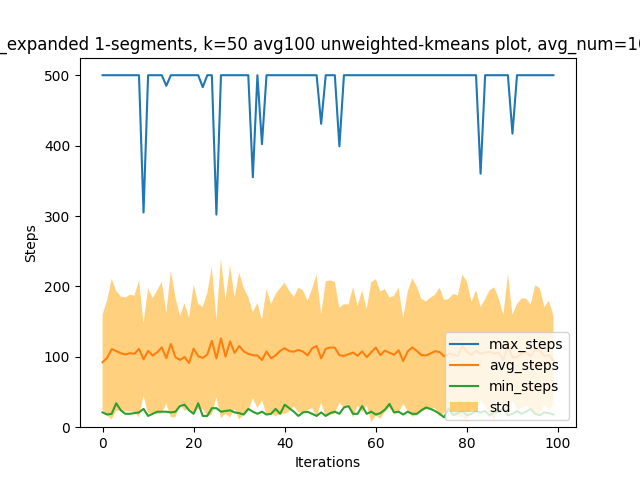 _expanded 1-segments, k=50 avg100 unweighted-kmeans plot, avg_num=10
500
400
300
200
100
0
Steps
0
20
40
60
80
100
Iterations
max_steps
avg_steps
min_steps
std